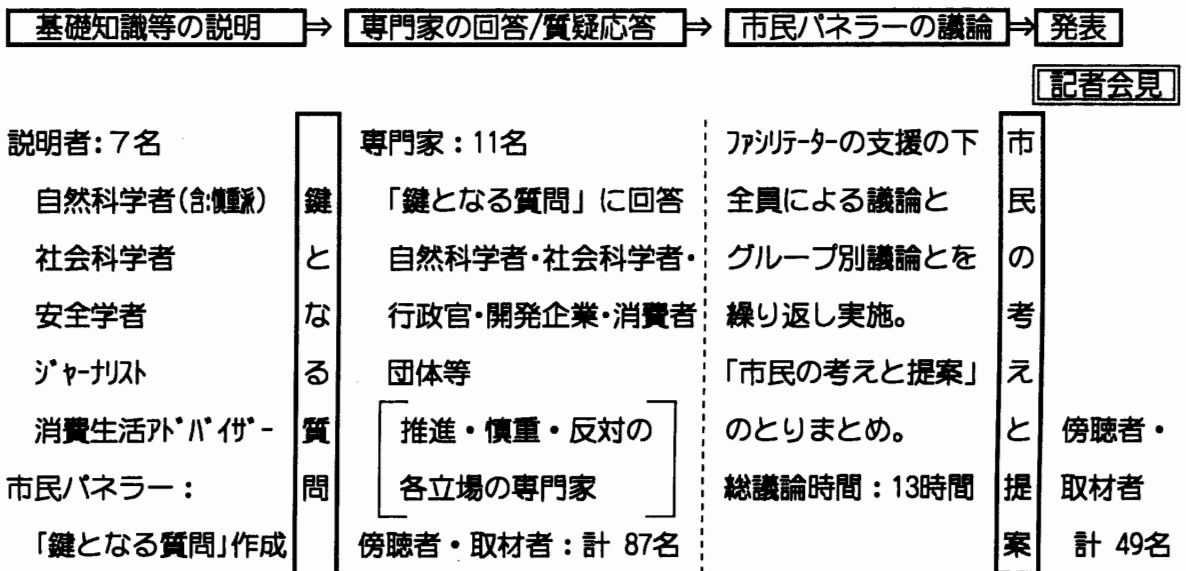 基礎知識等の説明 ⇒ 専門家の回答/質疑応答 ⇒ 市民パネラーの議論 ⇒ 発表
記者会見
説明者:7名
自然科学者(含:慎重派)
社会科学者
安全学者
ジャーナリスト
消費生活アドバイザー
市民パネラー:
「鍵となる質問」作成
鍵となる質問
専門家:11名
「鍵となる質問」に回答
自然科学者・社会科学者・
行政官・開発企業・消費者
団体等
推進・慎重・反対の
各立場の専門家
傍聴者・取材者:計 87名
ファシリテーターの支援の下
全員による議論と
グループ別議論とを
繰り返し実施。
「市民の考えと提案」
のとりまとめ。
総議論時間:13時間
市民の考えと提案
傍聴者・
取材者
計 49名